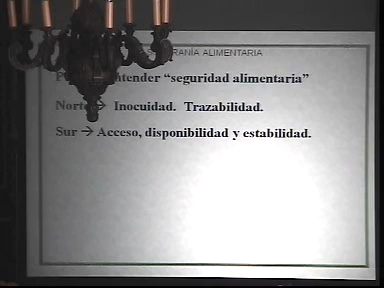 ALIMENTARIA
entender “seguridad alimentaria”
Norte → Inocuidad. Trazabilidad.
Sur → Acceso, disponibilidad y estabilidad.